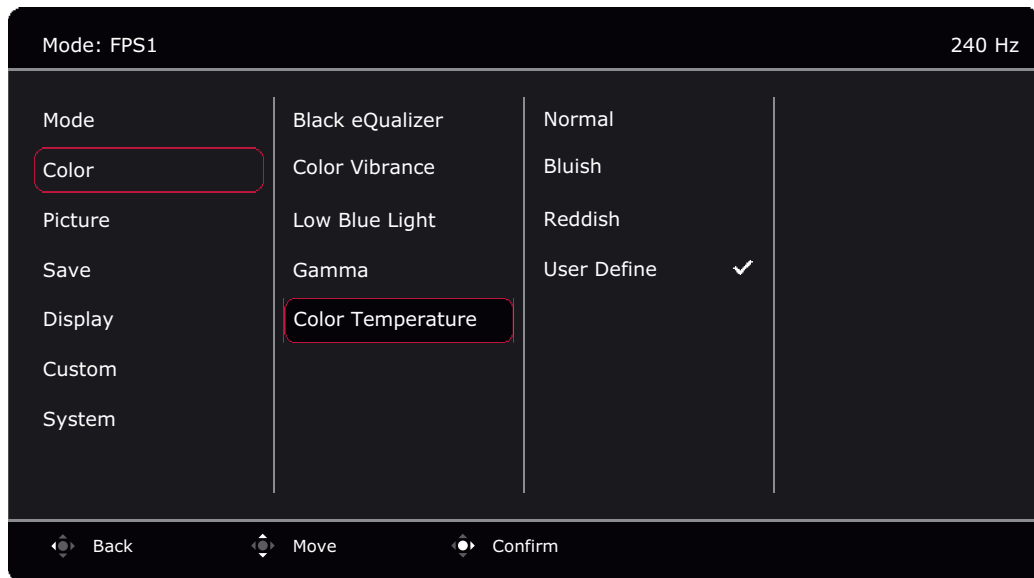 Mode: FPS1
240 Hz
Mode
Color
Picture
Save
Display
Custom
System
Black eQualizer
Color Vibrance
Low Blue Light
Gamma
Color Temperature
Normal
Bluish
Reddish
User Define
Back
Move
Confirm